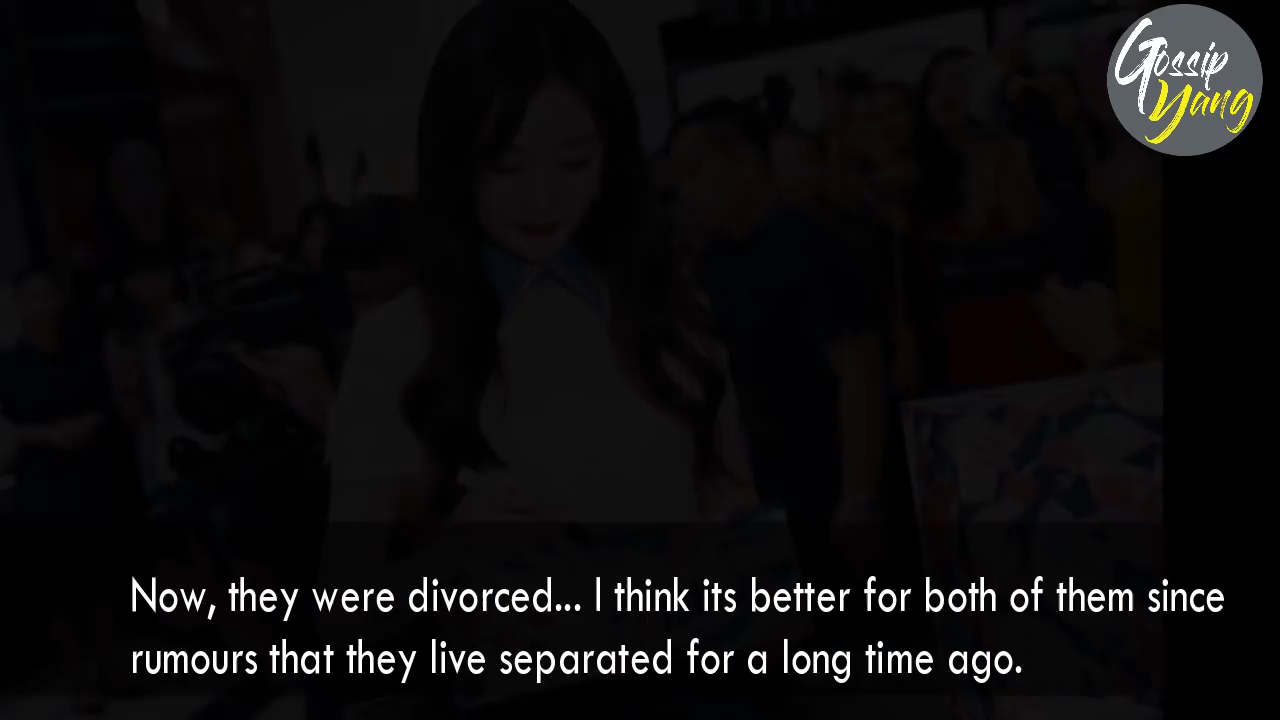 Gossip
Yang
Now, they were divorced... I think its better for both of them since
rumours that they live separated for a long time ago.